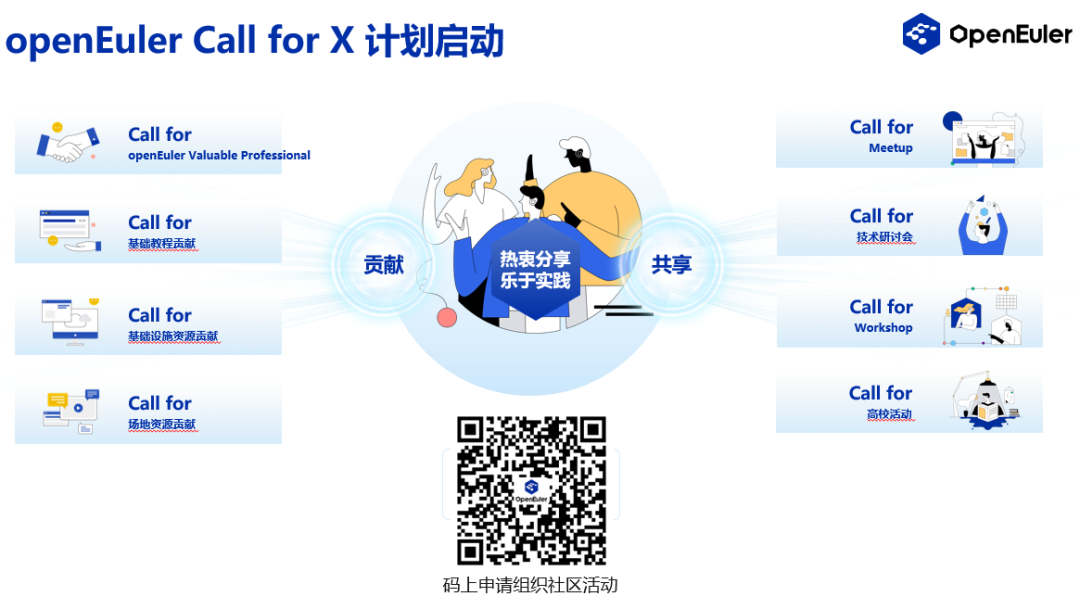 openEuler Call for X 计划启动
OpenEuler
Call for
openEuler Valuable Professional
Call for
基础教程贡献
Call for
基础设施资源贡献
Call for
场地资源贡献
贡献
热衷分享
乐于实践
共享
Call for
Meetup
Call for
技术研讨会
Call for
Workshop
Call for
高校活动
OpenEuler
码上申请组织社区活动